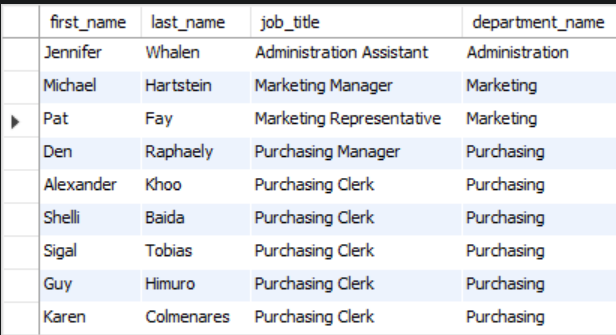 first_name last_name job_title department_name
Jennifer Whalen Administration Assistant Administration
Michael Hartstein Marketing Manager Marketing
Pat Fay Marketing Representative Marketing
Den Raphaely Purchasing Manager Purchasing
Alexander Khoo Purchasing Clerk Purchasing
Shelli Baida Purchasing Clerk Purchasing
Sigal Tobias Purchasing Clerk Purchasing
Guy Himuro Purchasing Clerk Purchasing
Karen Colmenares Purchasing Clerk Purchasing